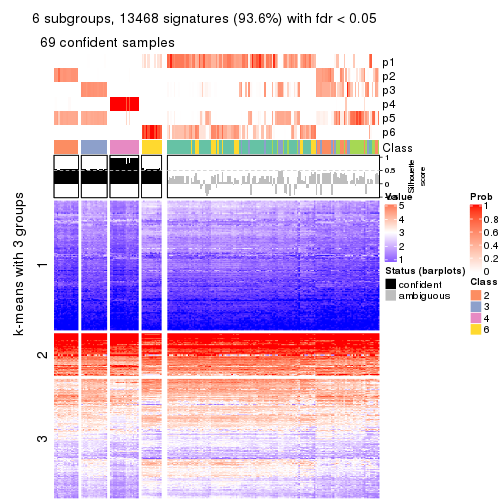 6 subgroups, 13468 signatures (93.6%) with fdr < 0.05
69 confident samples
p1
p2
p3
p4
p5
p6
Class
1
0.5
0
Silhouette
score
k-means with 3 groups
1
2
3
Value
5
4
3
2
1
Status (barplots)
confident
ambiguous
Prob
1
0.8
0.6
0.4
0.2
0
Class
2
3
4
6